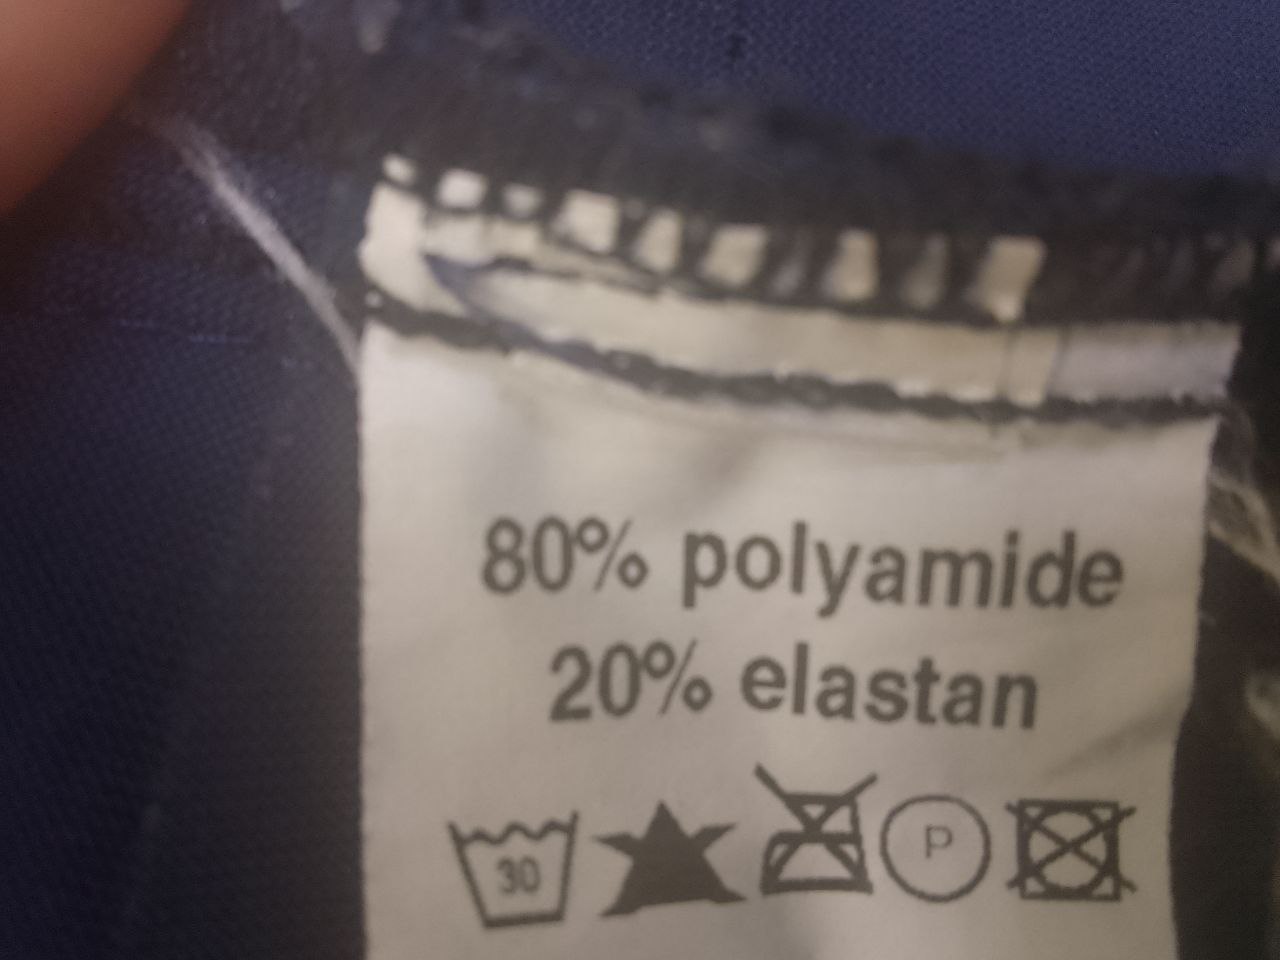 80% polyamide
20% elastan
30 P